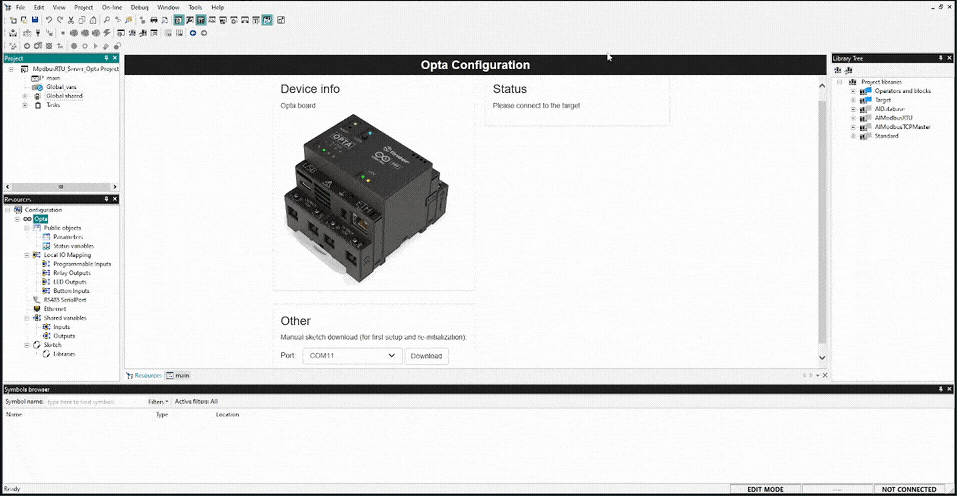 File Edit View Project On-line Debug Window Tools Help
Project
ModbusRTU_Server_Opta Project
main
Global_vars
Global shared
Tasks
Resources
Configuration
Opta
Public objects
Parameters
Status variables
Local IO Mapping
Programmable Inputs
Relay Outputs
LED Outputs
Button Inputs
RS485 SerialPort
Ethernet
Shared variables
Inputs
Outputs
Sketch
Libraries
Opta Configuration
Device info
Opta board
OPTA
Status
Please connect to the target
Other
Manual sketch download (for first setup and re-initialization).
Port: COM11 Download
Resources main
Library Tree
Project libraries
Operators and blocks
Target
AlDatabase
AlModbusRTU
AlModbusTCPMaster
Standard
Symbols browser
Symbol name: Type here to find symbols Filters Active filters: All
Name Type Location
Ready EDIT MODE NOT CONNECTED